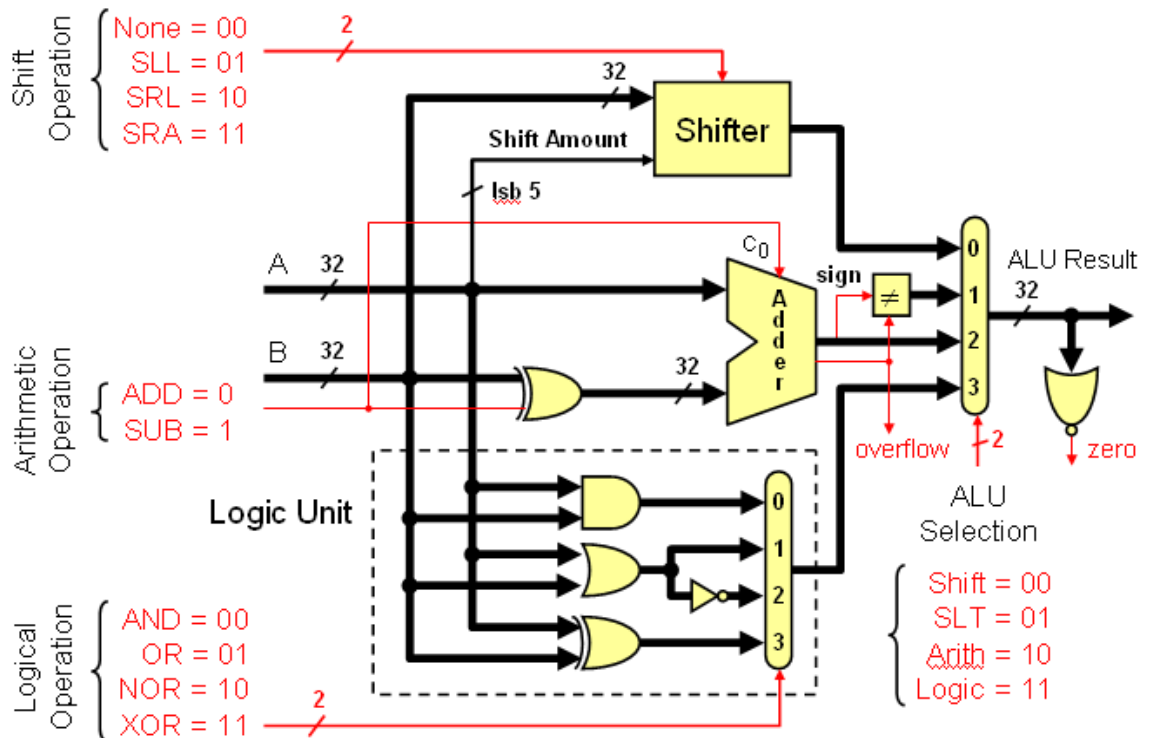 Shift
Operation
None = 00
SLL = 01
SRL = 10
SRA = 11
2
32
Shifter
Shift Amount
lsb 5
A
32
B
32
c0
Adder
32
sign
≠
0
1
2
3
ALU Result
32
overflow
2
zero
Arithmetic
Operation
ADD = 0
SUB = 1
Logic Unit
0
1
2
3
ALU
Selection
Shift = 00
SLT = 01
Arith = 10
Logic = 11
Logical
Operation
AND = 00
OR = 01
NOR = 10
XOR = 11
2